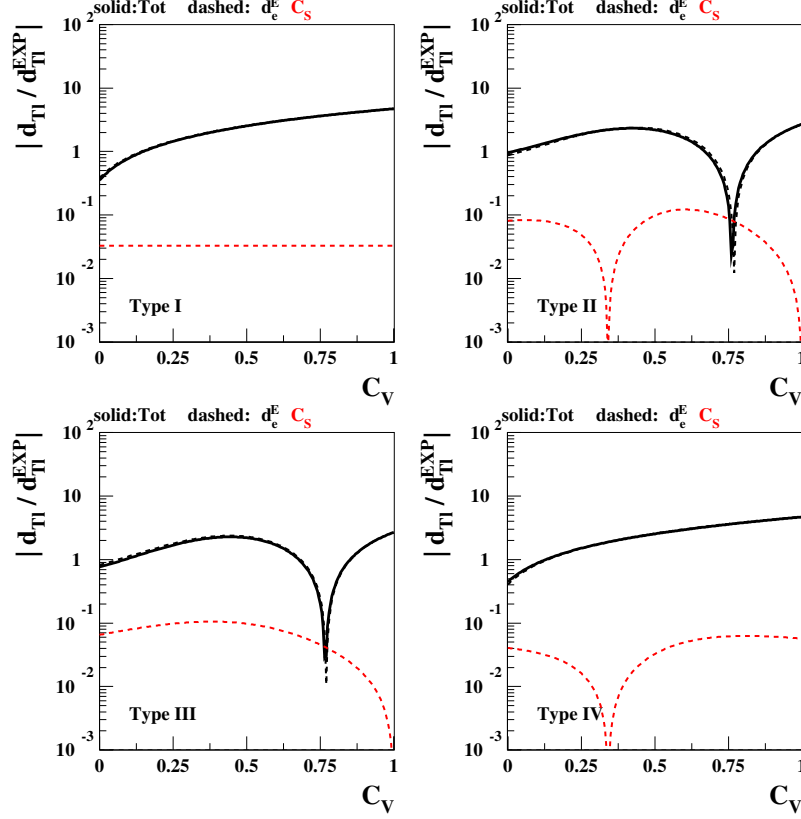 solid:Tot dashed: d_e^E C_S
| d_Tl / d_Tl^EXP |
10^2
10
1
10^-1
10^-2
10^-3
Type I
0 0.25 0.5 0.75 1
C_V
solid:Tot dashed: d_e^E C_S
| d_Tl / d_Tl^EXP |
10^2
10
1
10^-1
10^-2
10^-3
Type II
0 0.25 0.5 0.75 1
C_V
solid:Tot dashed: d_e^E C_S
| d_Tl / d_Tl^EXP |
10^2
10
1
10^-1
10^-2
10^-3
Type III
0 0.25 0.5 0.75 1
C_V
solid:Tot dashed: d_e^E C_S
| d_Tl / d_Tl^EXP |
10^2
10
1
10^-1
10^-2
10^-3
Type IV
0 0.25 0.5 0.75 1
C_V